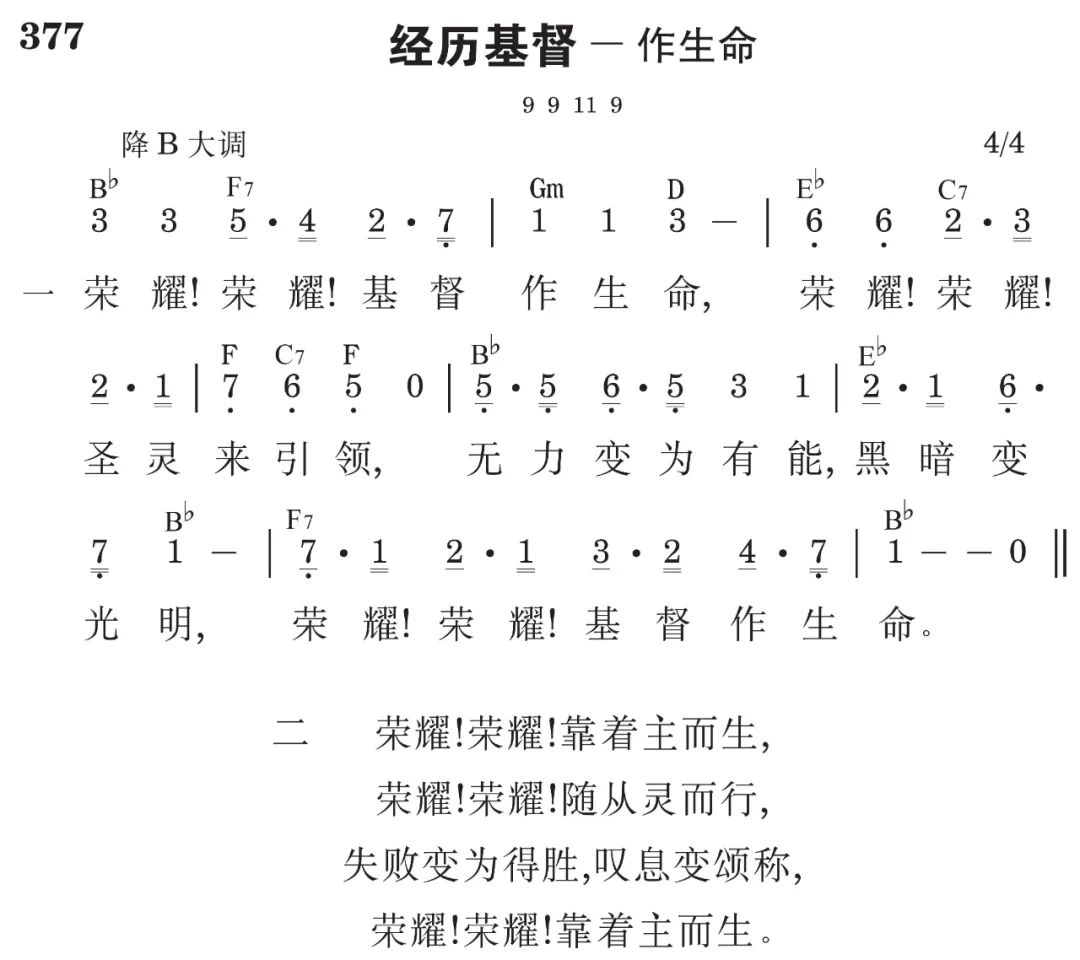 377 经历基督 — 作生命
9 9 11 9
降 B 大调 4/4
B♭ F7 Gm D E♭ C7
3 3 5 · 4 2 · 7 | 1 1 3 — | 6 6 2 · 3
一 荣耀!荣耀!基督作生命, 荣耀!荣耀!
F C7 F B♭ E♭
2 · 1 | 7 6 5 0 | 5 · 5 6 · 5 3 1 | 2 · 1 6 ·
圣灵来引领, 无力变为有能,黑暗变
B♭ F7 B♭
7 1 — | 7 · 1 2 · 1 3 · 2 4 · 7 | 1 — — 0 ‖
光明, 荣耀!荣耀!基督作生命。
二 荣耀!荣耀!靠着主而生,
荣耀!荣耀!随从灵而行,
失败变为得胜,叹息变颂称,
荣耀!荣耀!靠着主而生。